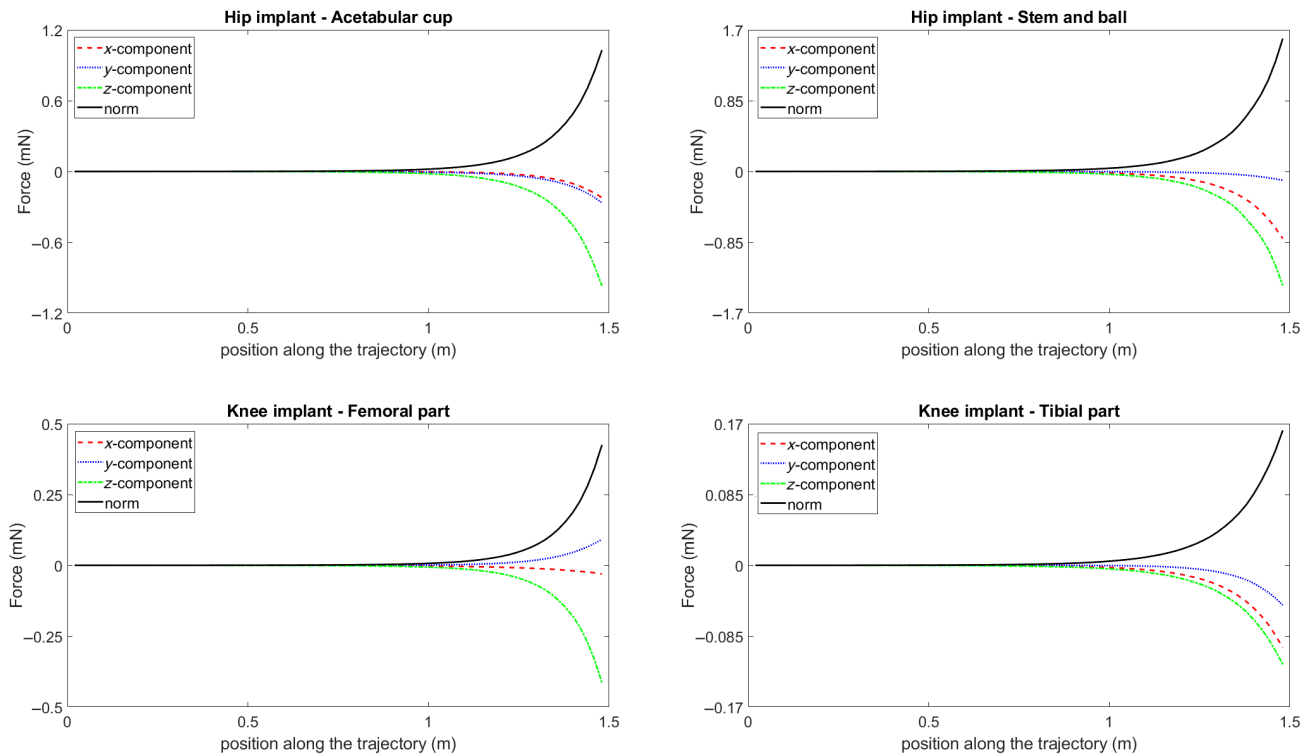 Hip implant - Acetabular cup
1.2
0.6
0
–0.6
–1.2
Force (mN)
x-component
y-component
z-component
norm
0
0.5
1
1.5
position along the trajectory (m)
Hip implant - Stem and ball
1.7
0.85
0
–0.85
–1.7
Force (mN)
x-component
y-component
z-component
norm
0
0.5
1
1.5
position along the trajectory (m)
Knee implant - Femoral part
0.5
0.25
0
–0.25
–0.5
Force (mN)
x-component
y-component
z-component
norm
0
0.5
1
1.5
position along the trajectory (m)
Knee implant - Tibial part
0.17
0.085
0
–0.085
–0.17
Force (mN)
x-component
y-component
z-component
norm
0
0.5
1
1.5
position along the trajectory (m)